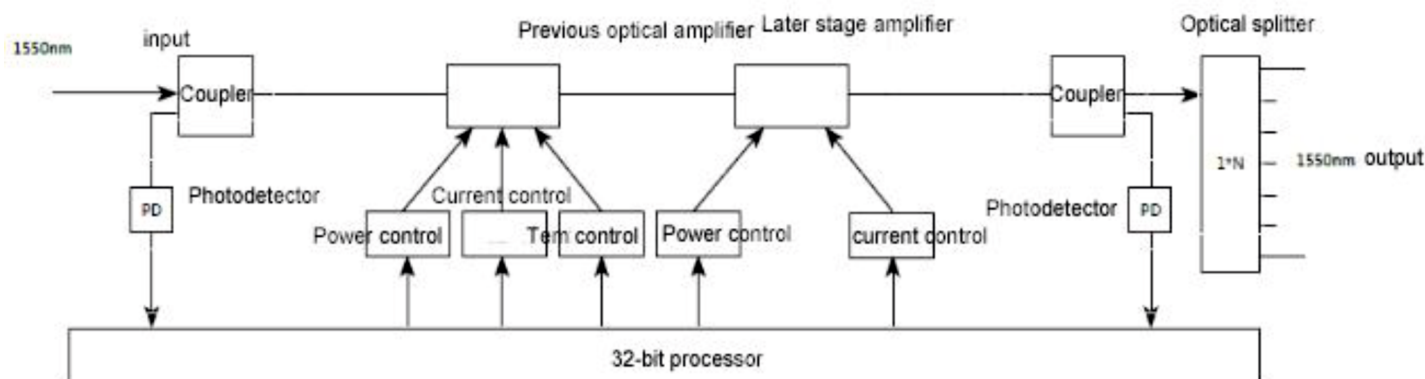 Previous optical amplifier
Later stage amplifier
Optical splitter
input
1550nm
Coupler
Coupler
1*N
1550nm output
Photodetector
PD
Current control
Photodetector
PD
Power control
Tem control
Power control
current control
32-bit processor